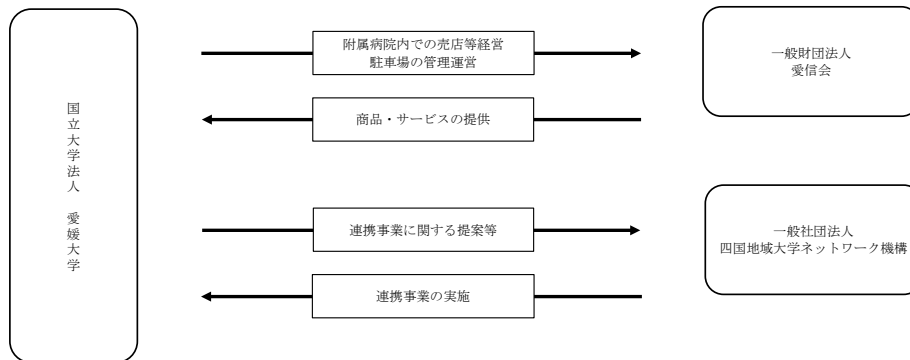 国立大学法人　愛媛大学
附属病院内での売店等経営
駐車場の管理運営
商品・サービスの提供
一般財団法人
愛信会
連携事業に関する提案等
連携事業の実施
一般社団法人
四国地域大学ネットワーク機構